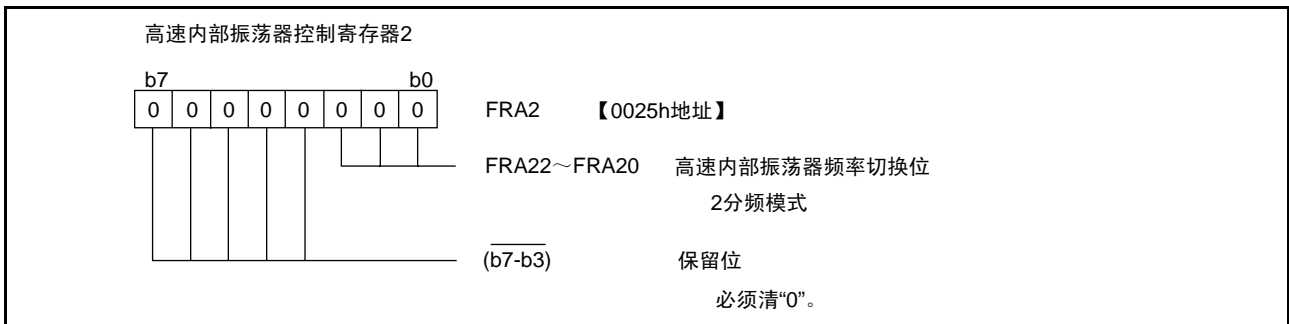 高速内部振荡器控制寄存器2
b7 b0
0 0 0 0 0 0 0 0 FRA2 【0025h地址】
FRA22～FRA20 高速内部振荡器频率切换位
2分频模式
(b7-b3) 保留位
必须清“0”。